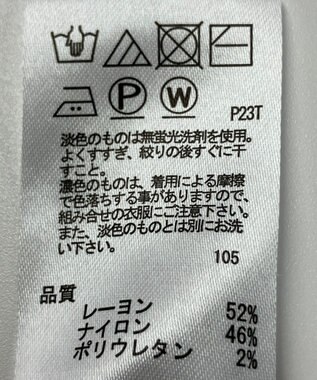 P W P23T
淡色のものは無蛍光洗剤を使用。
よくすすぎ、絞りの後すぐに干
すこと。
濃色のものは、着用による摩擦
で色落ちする事がありますので、
組み合せの衣服にご注意下さい。
また、淡色のものとは別にお洗
い下さい。
105
品質
レーヨン 52%
ナイロン 46%
ポリウレタン 2%